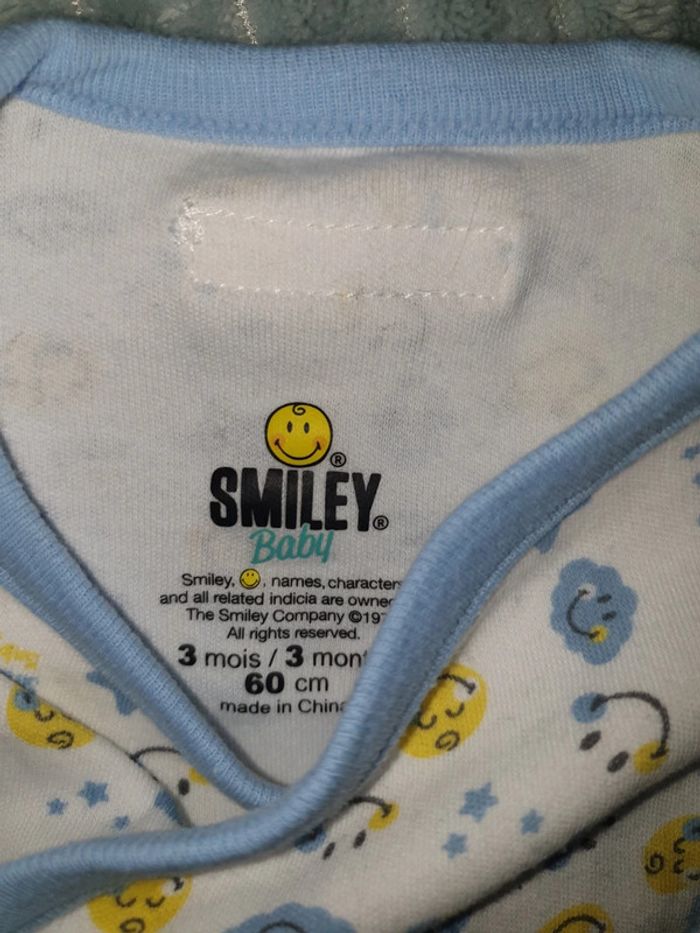 ®
SMILEY®
Baby
Smiley, , names, character
and all related indicia are owne
The Smiley Company ©197
All rights reserved.
3 mois / 3 mon
60 cm
made in China